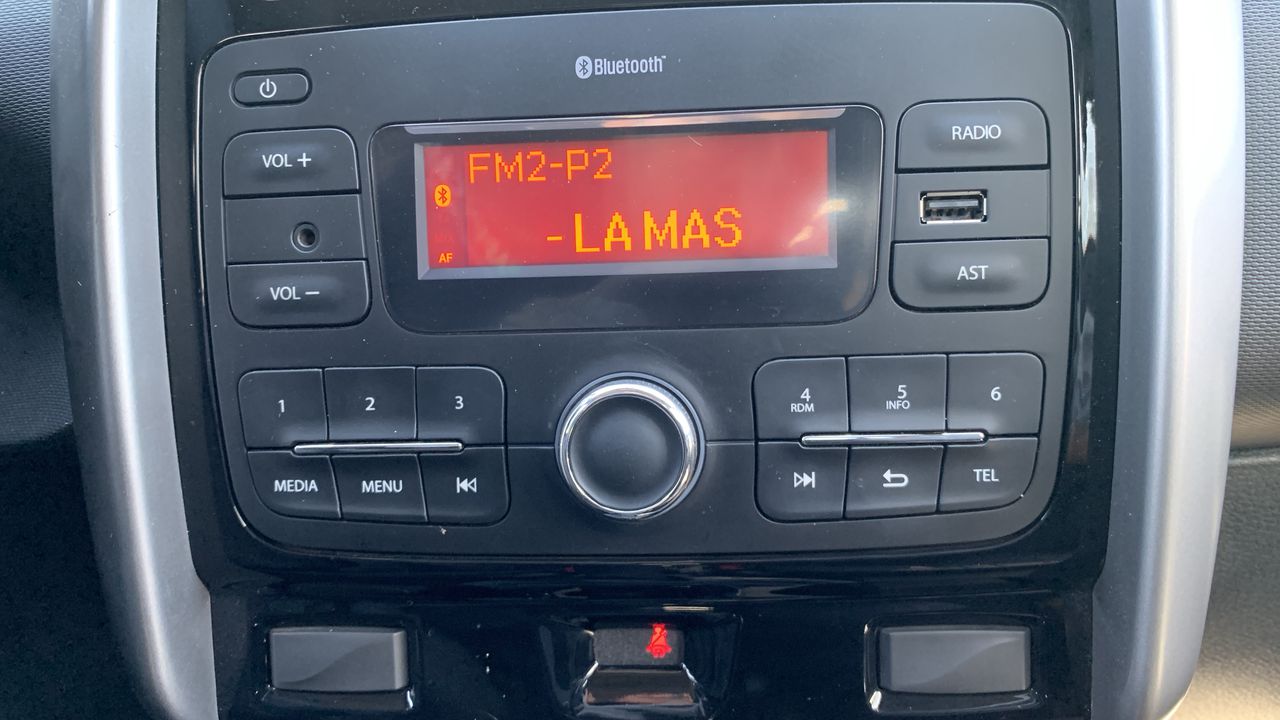 Bluetooth™
VOL +
VOL −
FM2-P2
- LA MAS
AF
RADIO
AST
1
2
3
MEDIA
MENU
4
RDM
5
INFO
6
TEL